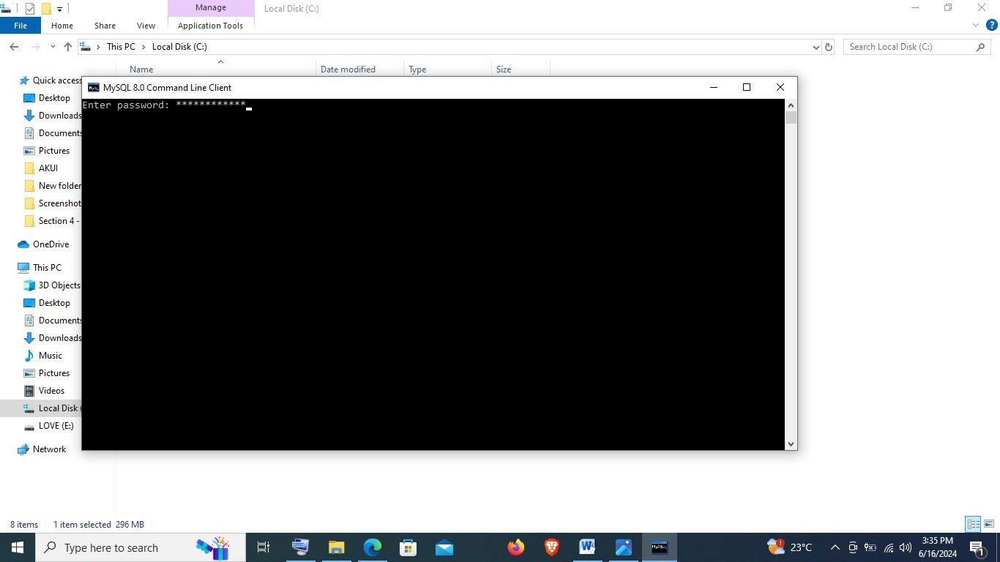 Manage
Local Disk (C:)
File
Home
Share
View
Application Tools
This PC
Local Disk (C:)
Search Local Disk (C:)
Name
Date modified
Type
Size
Quick access
Desktop
Downloads
Documents
Pictures
AKUI
New folder
Screenshot
Section 4 -
OneDrive
This PC
3D Objects
Desktop
Documents
Downloads
Music
Pictures
Videos
Local Disk (
LOVE (E:)
Network
MySQL 8.0 Command Line Client
Enter password: ************
8 items
1 item selected 296 MB
Type here to search
1
23°C
3:35 PM
6/16/2024
1